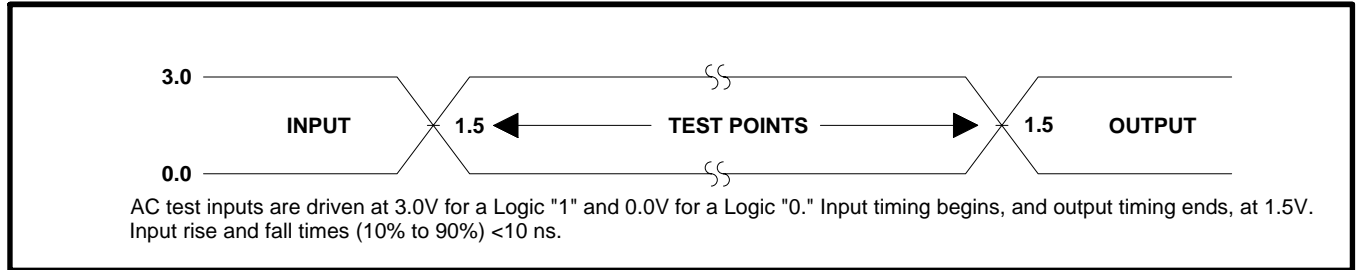 3.0
INPUT 1.5 TEST POINTS 1.5 OUTPUT
0.0
AC test inputs are driven at 3.0V for a Logic "1" and 0.0V for a Logic "0." Input timing begins, and output timing ends, at 1.5V.
Input rise and fall times (10% to 90%) <10 ns.